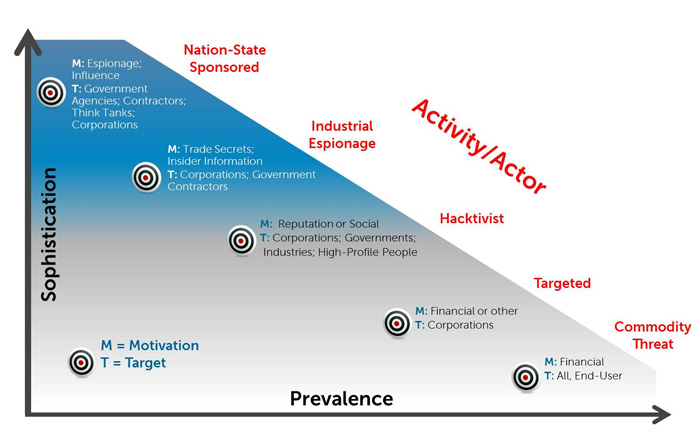 Nation-State
Sponsored
M: Espionage;
Influence
T: Government
Agencies; Contractors;
Think Tanks;
Corporations
Industrial
Espionage
Activity/Actor
M: Trade Secrets;
Insider Information
T: Corporations; Government
Contractors
Hacktivist
M: Reputation or Social
T: Corporations; Governments;
Industries; High-Profile People
Targeted
M: Financial or other
T: Corporations
Commodity
Threat
M: Financial
T: All, End-User
M = Motivation
T = Target
Sophistication
Prevalence